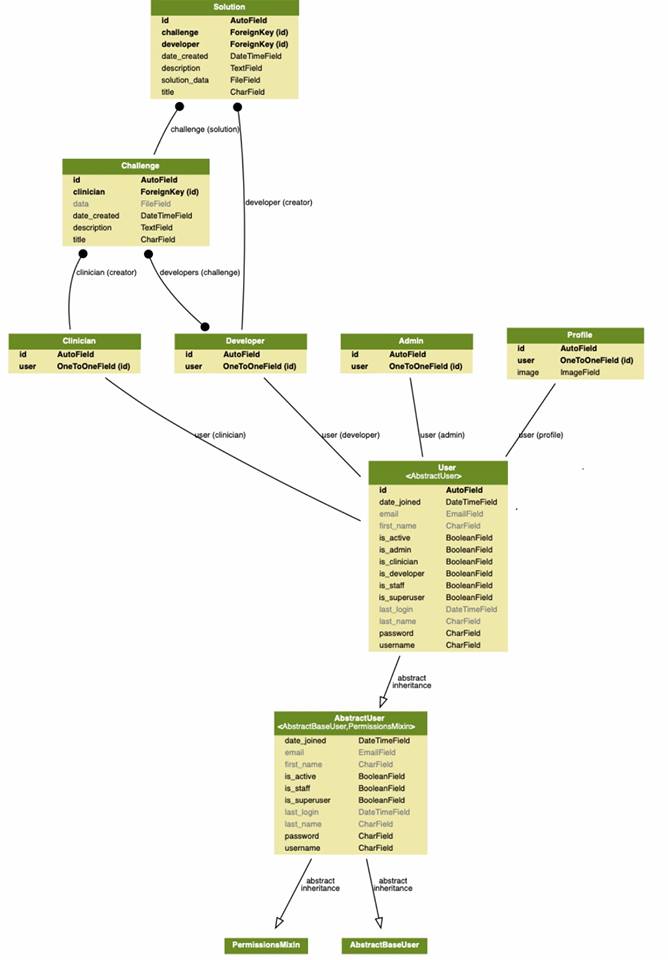 Solution
id AutoField
challenge ForeignKey (id)
developer ForeignKey (id)
date_created DateTimeField
description TextField
solution_data FileField
title CharField
challenge (solution)
Challenge
id AutoField
clinician ForeignKey (id)
data FileField
date_created DateTimeField
description TextField
title CharField
developer (creator)
clinician (creator)
developers (challenge)
Clinician
id AutoField
user OneToOneField (id)
Developer
id AutoField
user OneToOneField (id)
Admin
id AutoField
user OneToOneField (id)
Profile
id AutoField
user OneToOneField (id)
image ImageField
user (clinician)
user (developer)
user (admin)
user (profile)
User
<AbstractUser>
id AutoField
date_joined DateTimeField
email EmailField
first_name CharField
is_active BooleanField
is_admin BooleanField
is_clinician BooleanField
is_developer BooleanField
is_staff BooleanField
is_superuser BooleanField
last_login DateTimeField
last_name CharField
password CharField
username CharField
abstract
inheritance
AbstractUser
<AbstractBaseUser,PermissionsMixin>
date_joined DateTimeField
email EmailField
first_name CharField
is_active BooleanField
is_staff BooleanField
is_superuser BooleanField
last_login DateTimeField
last_name CharField
password CharField
username CharField
abstract
inheritance
abstract
inheritance
PermissionsMixin
AbstractBaseUser